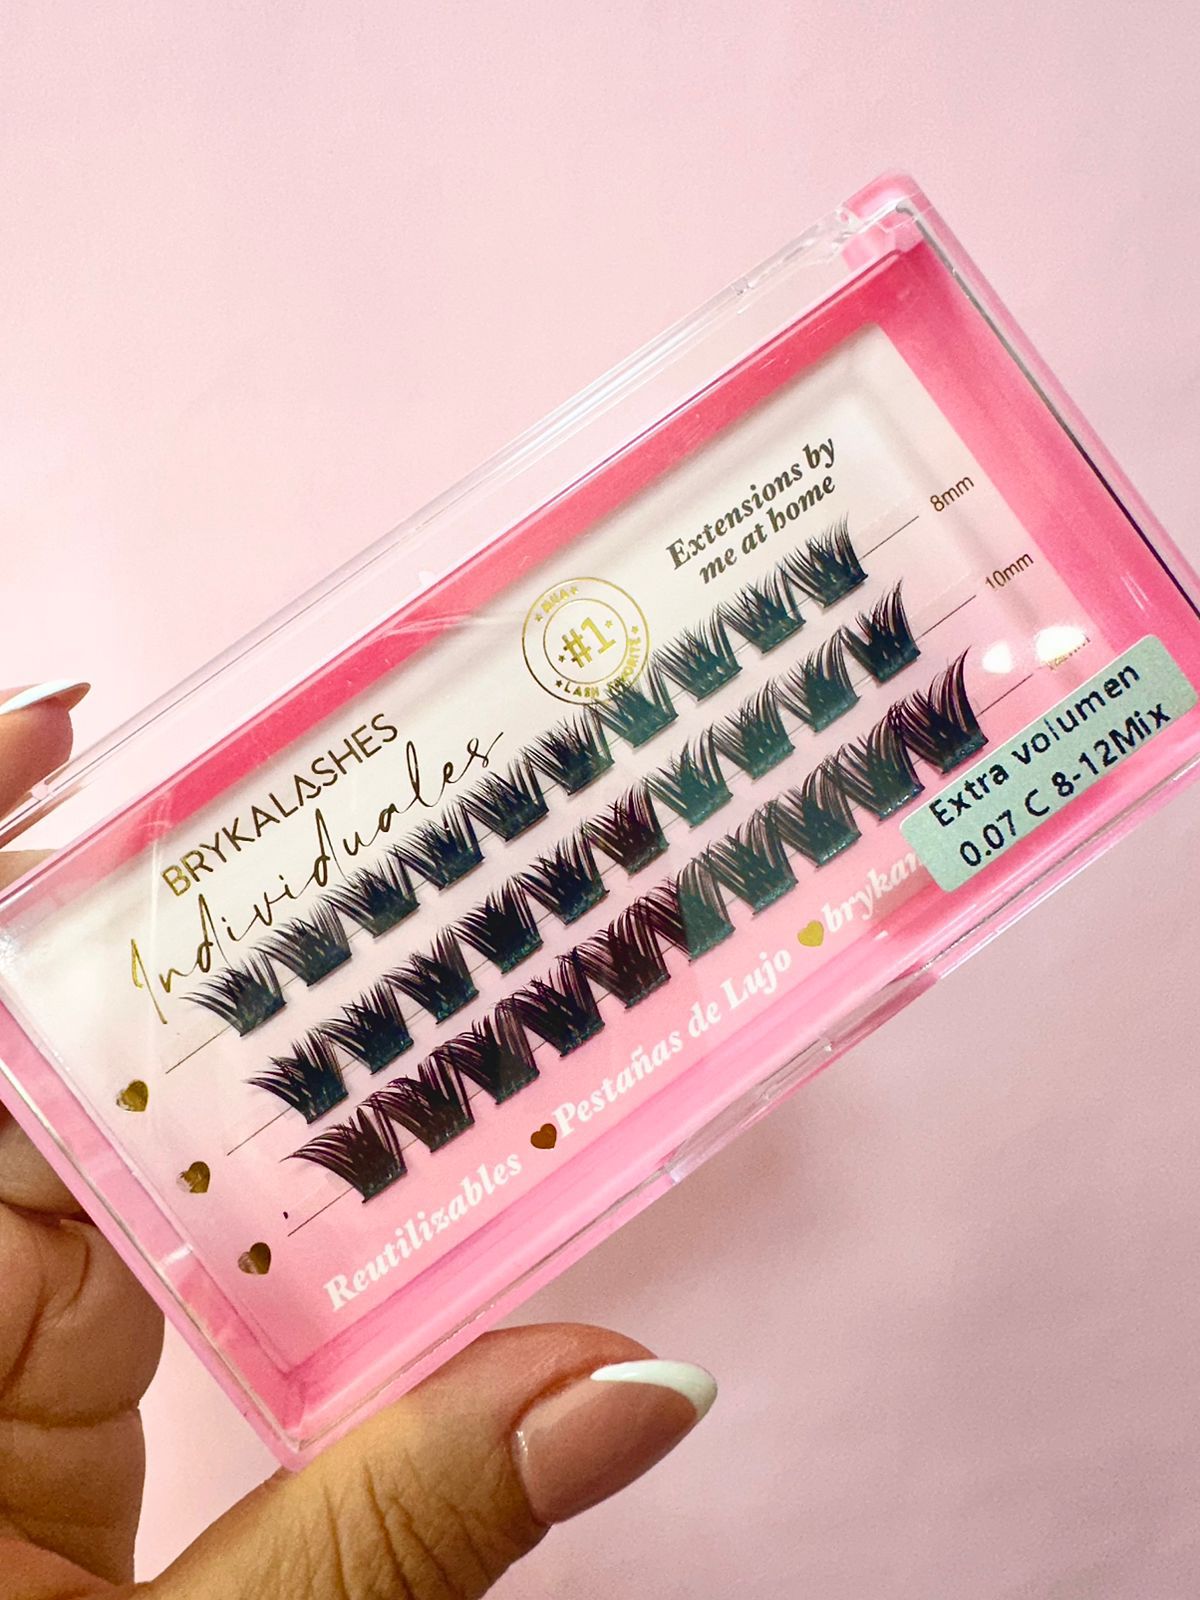 BRYKALASHES
Individuales
#1
LASH FAVORITE
Extensions by
me at home
8mm
10mm
Extra volumen
0.07 C 8-12Mix
Reutilizables Pestañas de Lujo